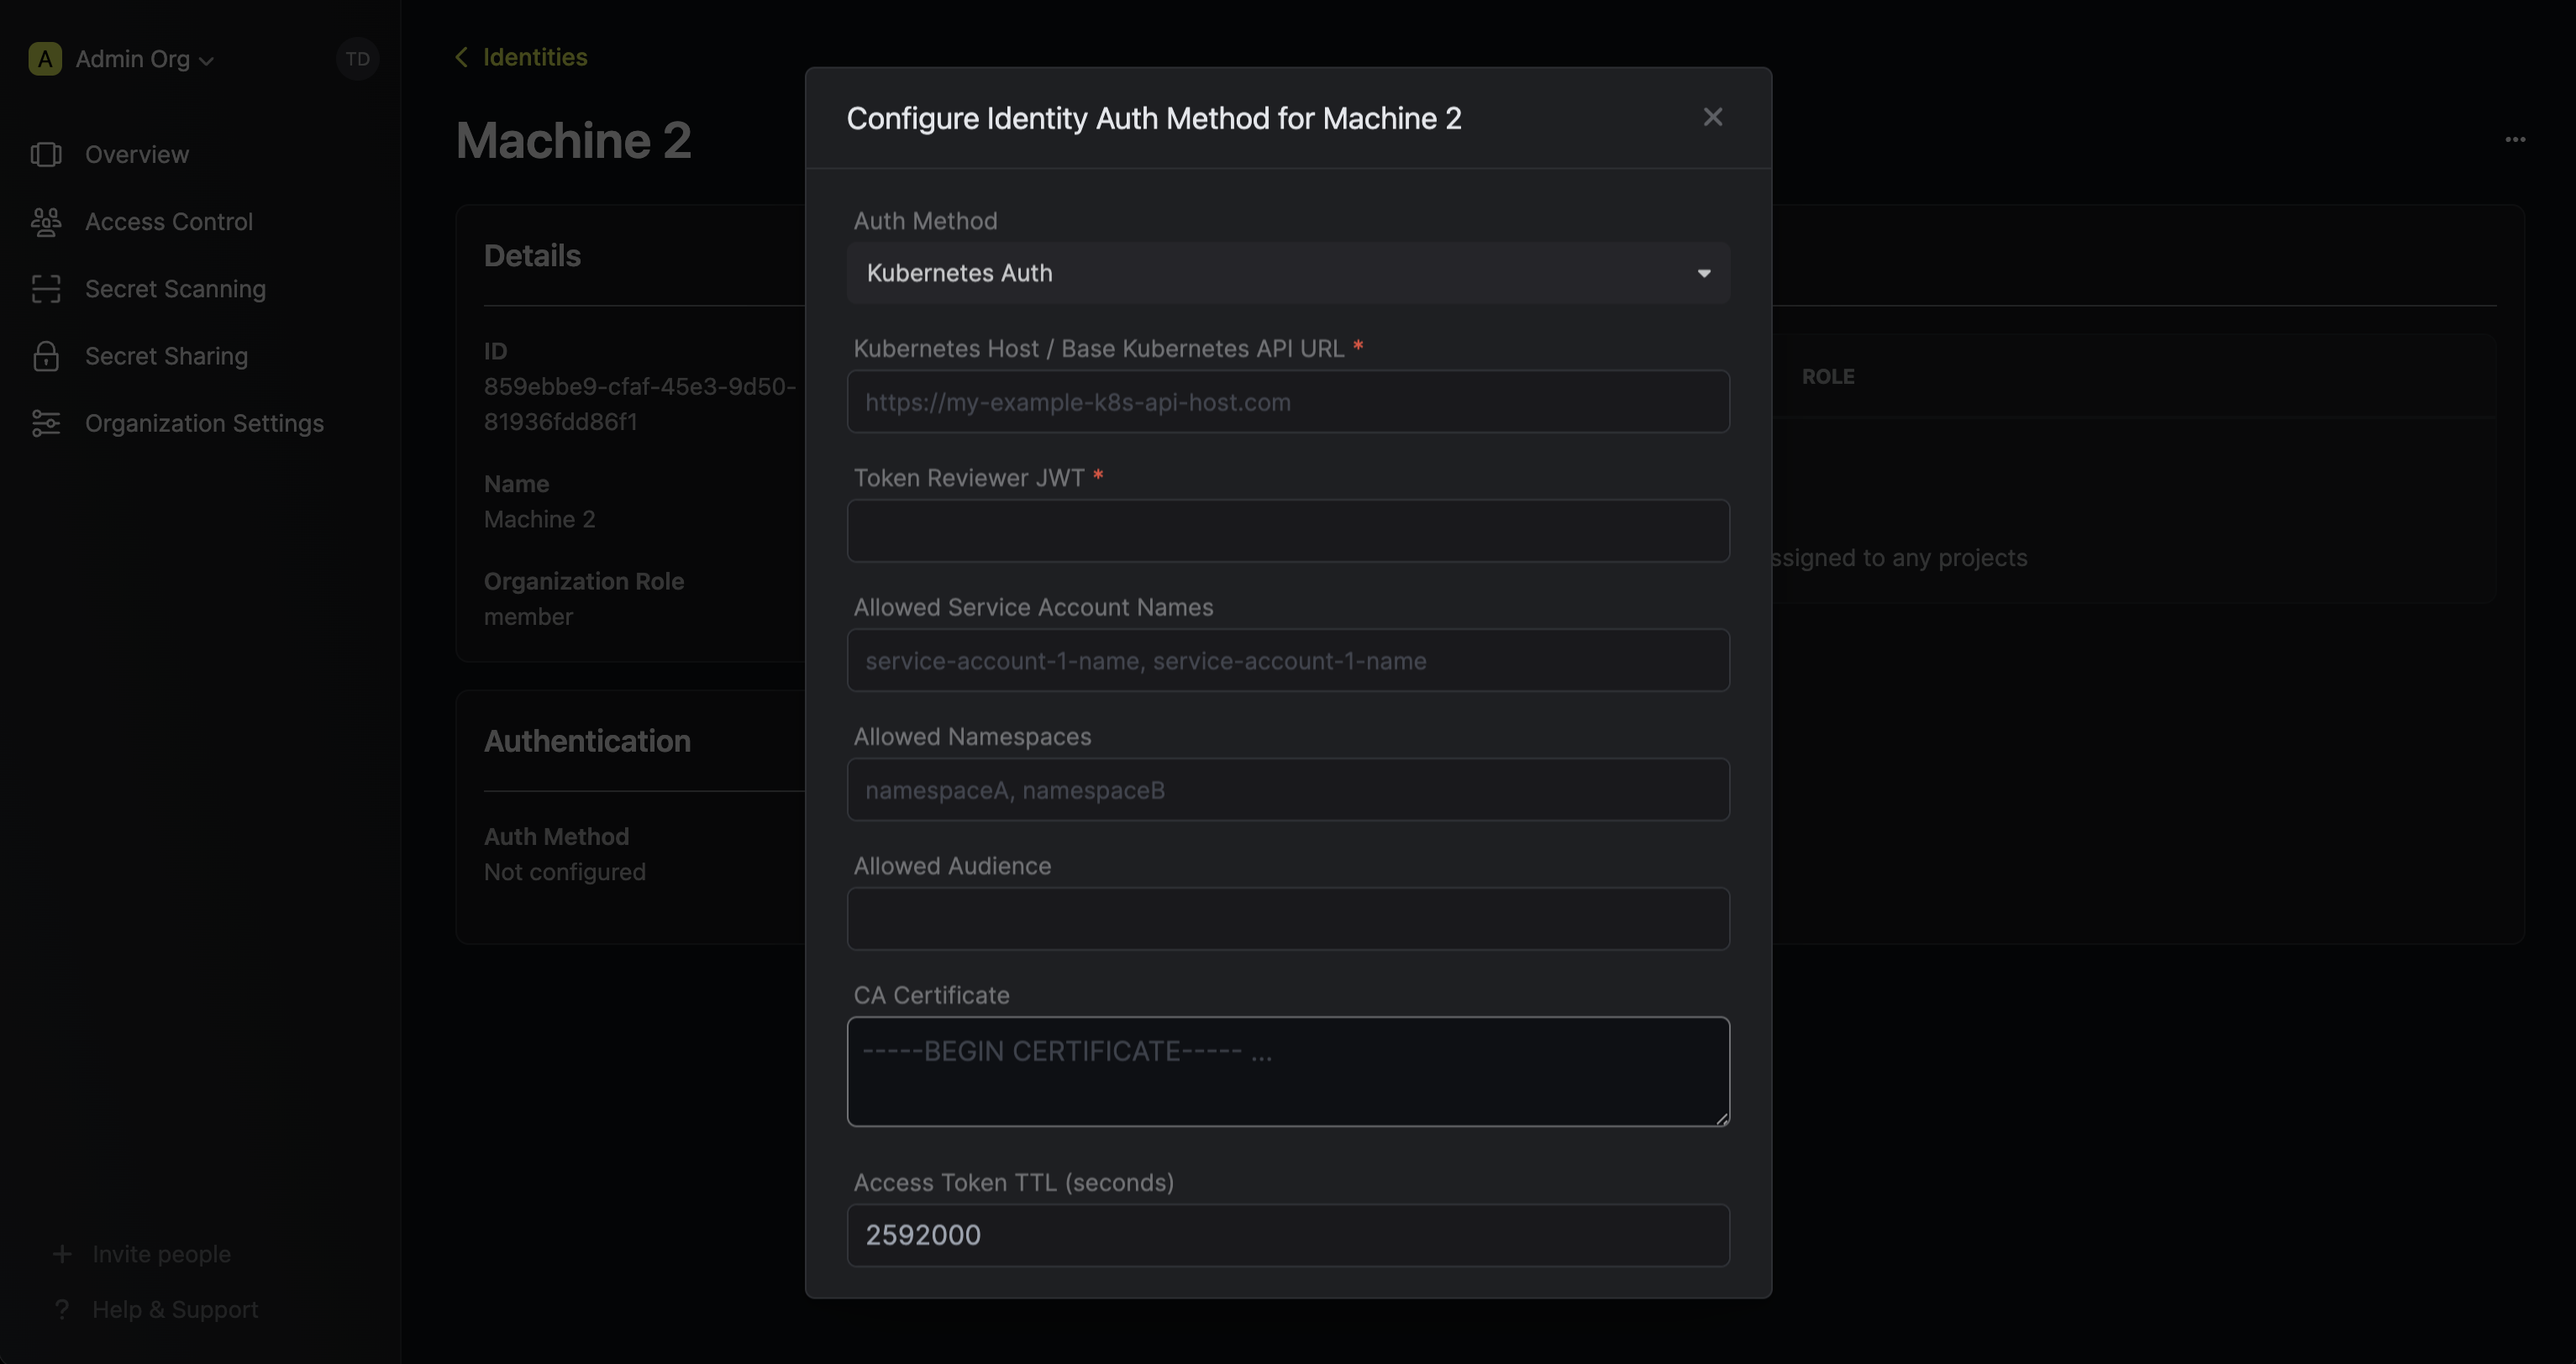 A
Admin Org
TD
Overview
Access Control
Secret Scanning
Secret Sharing
Organization Settings
+ Invite people
? Help & Support
Identities
Machine 2
...
Details
ID
859ebbe9-cfaf-45e3-9d50-
81936fdd86f1
Name
Machine 2
Organization Role
member
Authentication
Auth Method
Not configured
ROLE
ssigned to any projects
Configure Identity Auth Method for Machine 2
Auth Method
Kubernetes Auth
Kubernetes Host / Base Kubernetes API URL *
https://my-example-k8s-api-host.com
Token Reviewer JWT *
Allowed Service Account Names
service-account-1-name, service-account-1-name
Allowed Namespaces
namespaceA, namespaceB
Allowed Audience
CA Certificate
-----BEGIN CERTIFICATE----- ...
Access Token TTL (seconds)
2592000